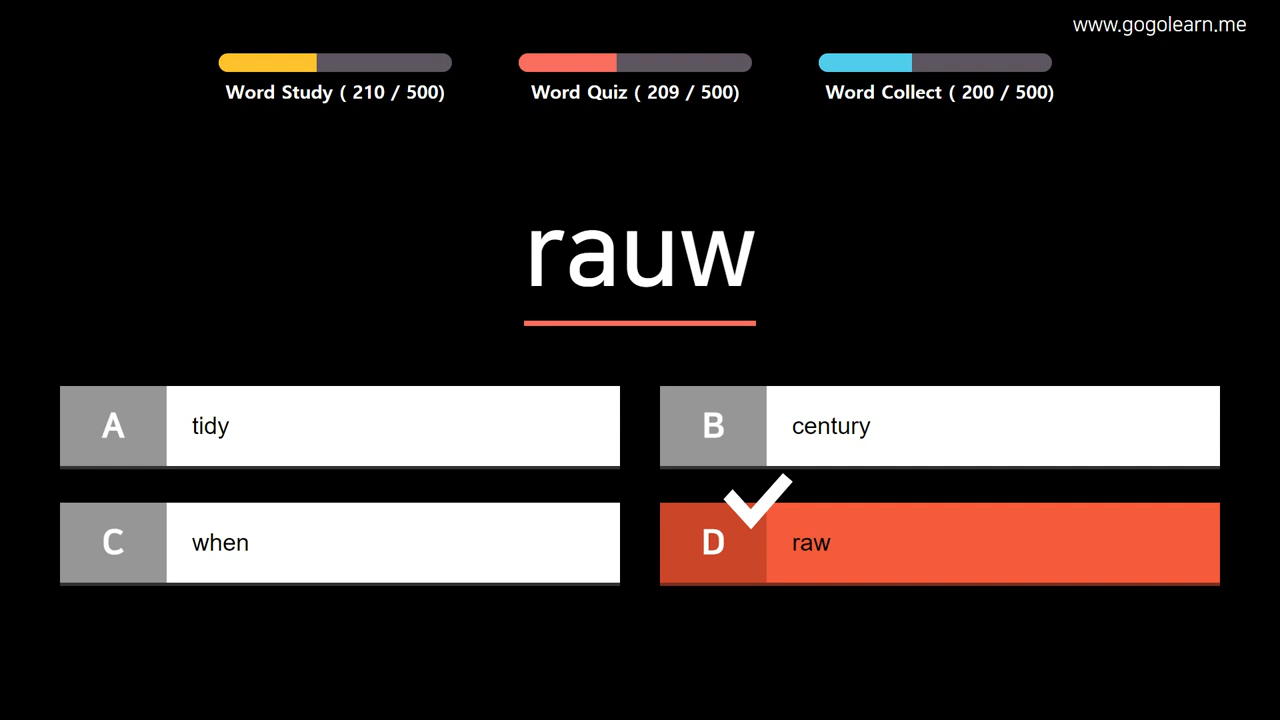 www.gogolearn.me
Word Study ( 210 / 500)
Word Quiz ( 209 / 500)
Word Collect ( 200 / 500)
rauw
A tidy
B century
C when
D raw